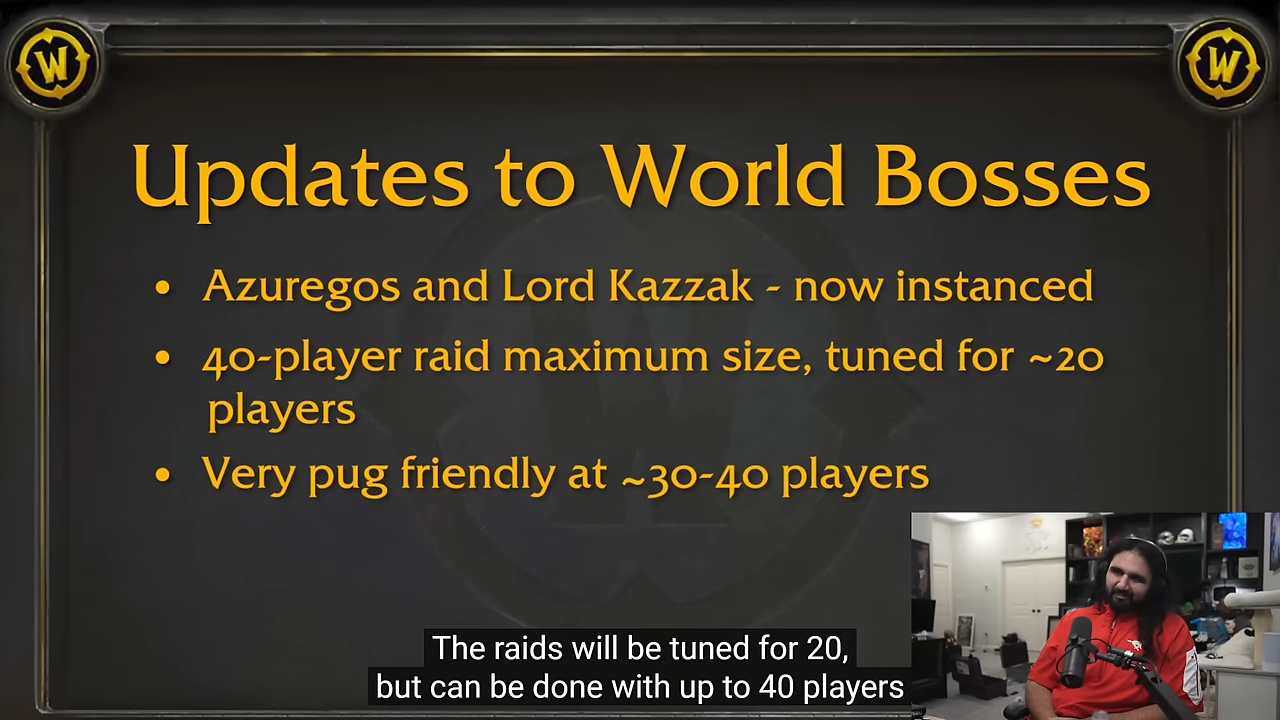 W W
Updates to World Bosses
• Azuregos and Lord Kazzak - now instanced
• 40-player raid maximum size, tuned for ~20
players
• Very pug friendly at ~30-40 players
The raids will be tuned for 20,
but can be done with up to 40 players